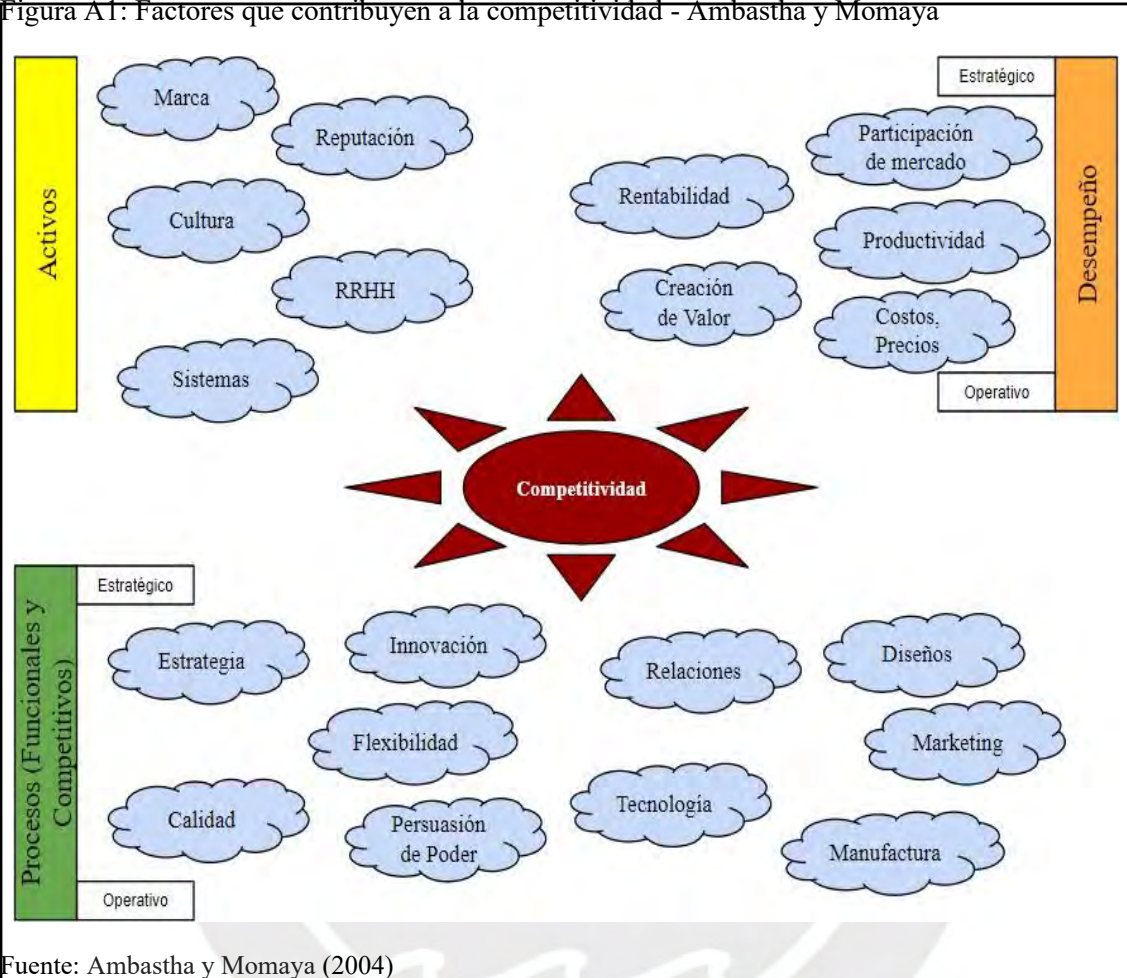 Figura A1: Factores que contribuyen a la competitividad - Ambastha y Momaya
Activos
Marca
Reputación
Cultura
RRHH
Sistemas
Estratégico
Participación
de mercado
Rentabilidad
Productividad
Creación
de Valor
Costos,
Precios
Operativo
Desempeño
Competitividad
Procesos (Funcionales y
Competitivos)
Estratégico
Estrategia
Innovación
Relaciones
Diseños
Flexibilidad
Marketing
Calidad
Persuasión
de Poder
Tecnología
Manufactura
Operativo
Fuente: Ambastha y Momaya (2004)